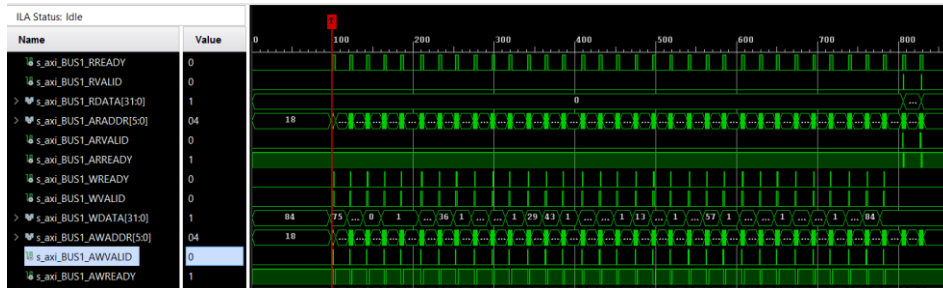 ILA Status: Idle
Name Value 0 100 200 300 400 500 600 700 800
T
s_axi_BUS1_RREADY 0
s_axi_BUS1_RVALID 0
s_axi_BUS1_RDATA[31:0] 1 0 ...
s_axi_BUS1_ARADDR[5:0] 04 18 ... ... ... ... ... ... ... ... ... ... ... ... ... ... ... ... ...
s_axi_BUS1_ARVALID 0
s_axi_BUS1_ARREADY 1
s_axi_BUS1_WREADY 0
s_axi_BUS1_WVALID 0
s_axi_BUS1_WDATA[31:0] 1 84 75 ... 0 1 ... 36 1 ... ... 1 29 43 1 ... ... 1 13 ... 1 ... 57 1 ... ... 1 ... ... 1 ... 84
s_axi_BUS1_AWADDR[5:0] 04 18 ... ... ... ... ... ... ... ... ... ... ... ... ... ... ... ... ...
s_axi_BUS1_AWVALID 0
s_axi_BUS1_AWREADY 1